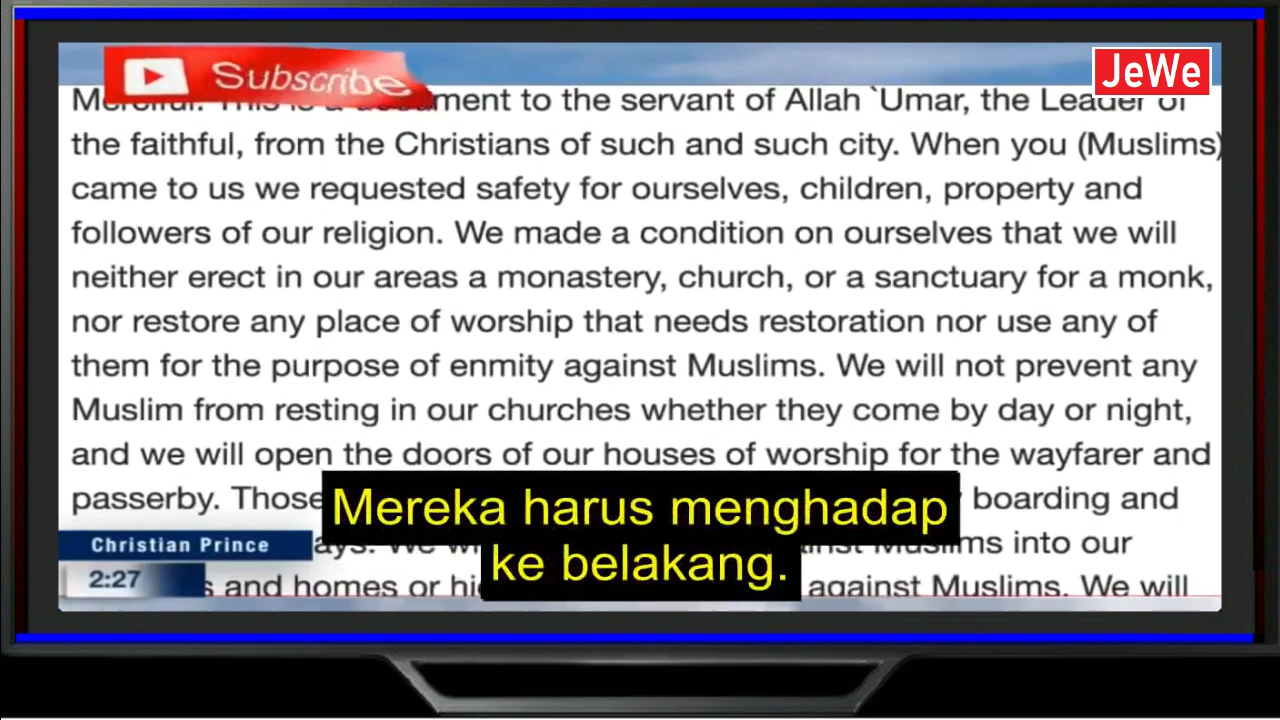 Subscribe
JeWe
ment to the servant of Allah `Umar, the Leader of
the faithful, from the Christians of such and such city. When you (Muslims)
came to us we requested safety for ourselves, children, property and
followers of our religion. We made a condition on ourselves that we will
neither erect in our areas a monastery, church, or a sanctuary for a monk,
nor restore any place of worship that needs restoration nor use any of
them for the purpose of enmity against Muslims. We will not prevent any
Muslim from resting in our churches whether they come by day or night,
and we will open the doors of our houses of worship for the wayfarer and
passerby. Those boarding and
Muslims into our
and homes or against Muslims. We will
Mereka harus menghadap
ke belakang.
Christian Prince
2:27